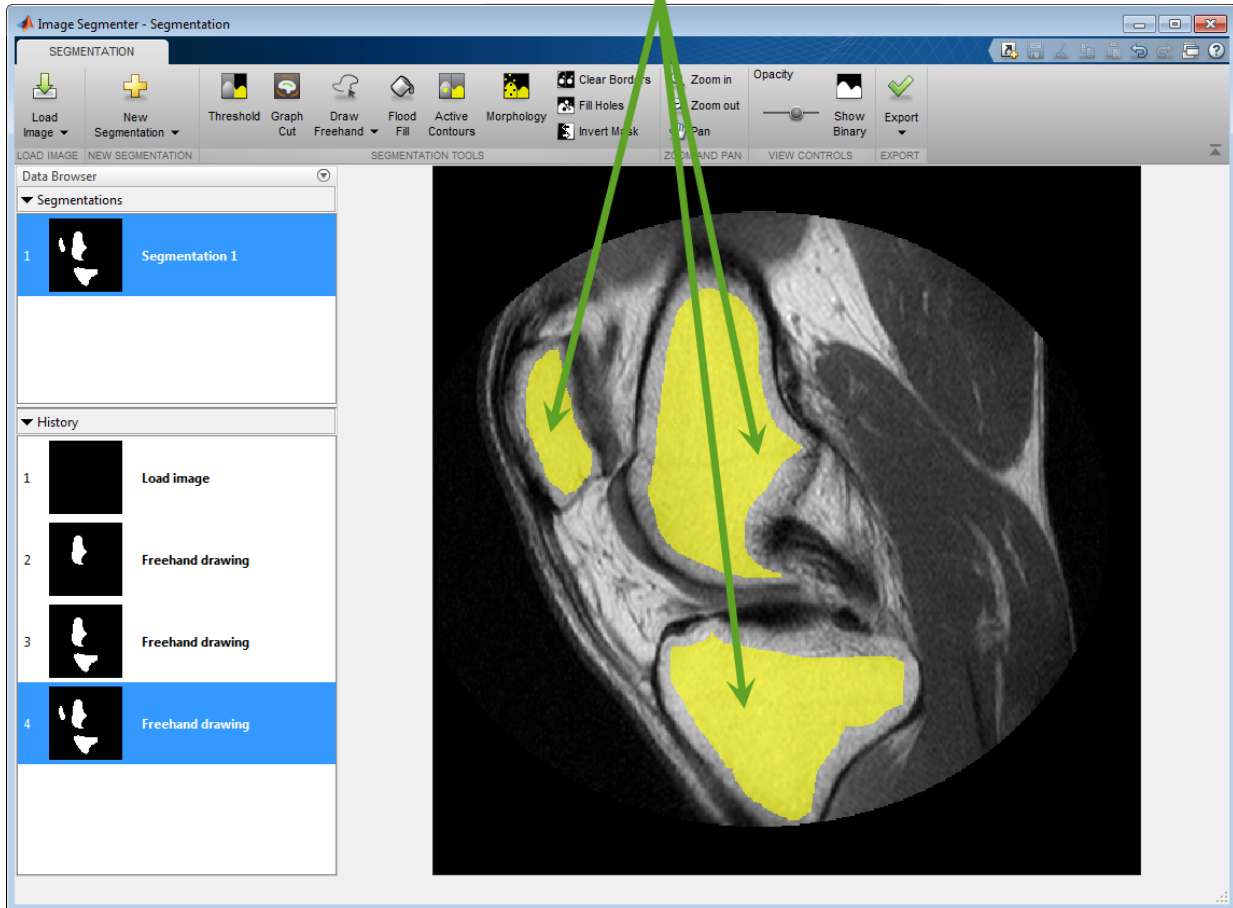 Image Segmenter - Segmentation
SEGMENTATION
Load
Image
New
Segmentation
Threshold
Graph
Cut
Draw
Freehand
Flood
Fill
Active
Contours
Morphology
Clear Borders
Fill Holes
Invert Mask
Zoom in
Zoom out
Pan
Opacity
Show
Binary
Export
LOAD IMAGE
NEW SEGMENTATION
SEGMENTATION TOOLS
ZOOM AND PAN
VIEW CONTROLS
EXPORT
Data Browser
Segmentations
1 Segmentation 1
History
1 Load image
2 Freehand drawing
3 Freehand drawing
4 Freehand drawing